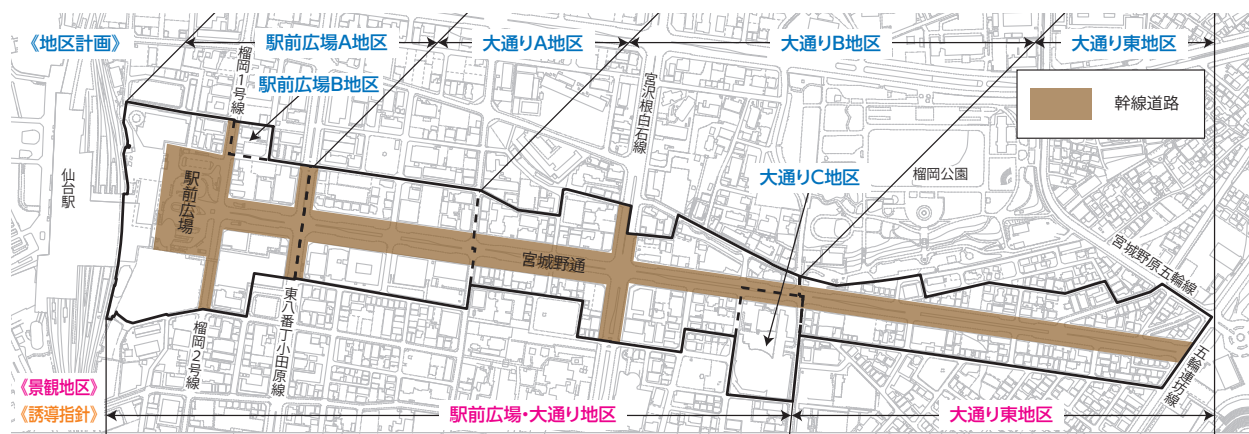 《地区計画》
駅前広場A地区
大通りA地区
大通りB地区
大通り東地区
榴岡1号線
駅前広場B地区
宮沢根白石線
幹線道路
仙台駅
駅前広場
大通りC地区
榴岡公園
宮城野通
宮城野原五輪線
東八番丁小田原線
榴岡2号線
五輪連坊線
《景観地区》
《誘導指針》
駅前広場・大通り地区
大通り東地区